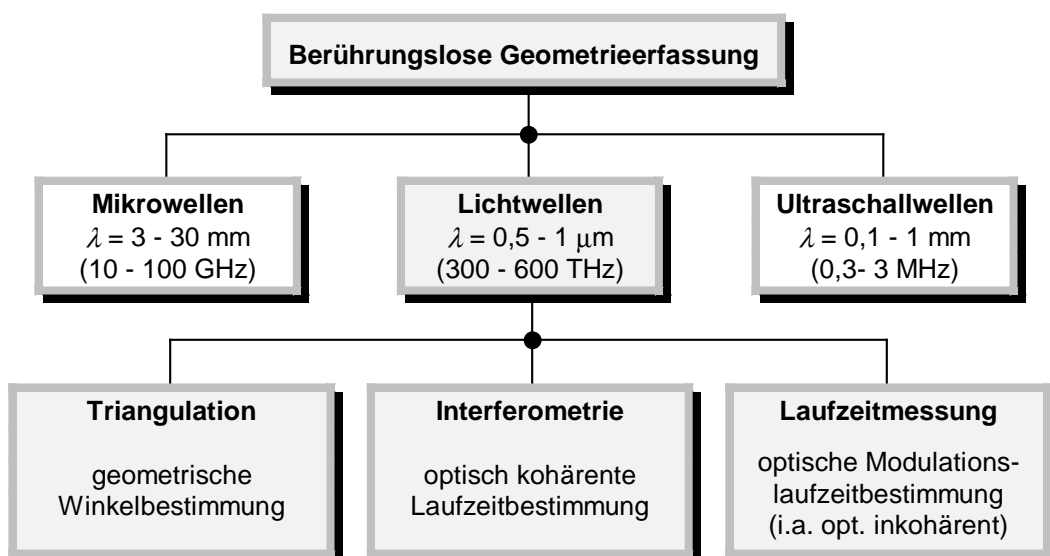 Berührungslose Geometrieerfassung
Mikrowellen
λ = 3 - 30 mm
(10 - 100 GHz)
Lichtwellen
λ = 0,5 - 1 μm
(300 - 600 THz)
Ultraschallwellen
λ = 0,1 - 1 mm
(0,3- 3 MHz)
Triangulation
geometrische
Winkelbestimmung
Interferometrie
optisch kohärente
Laufzeitbestimmung
Laufzeitmessung
optische Modulations-
laufzeitbestimmung
(i.a. opt. inkohärent)